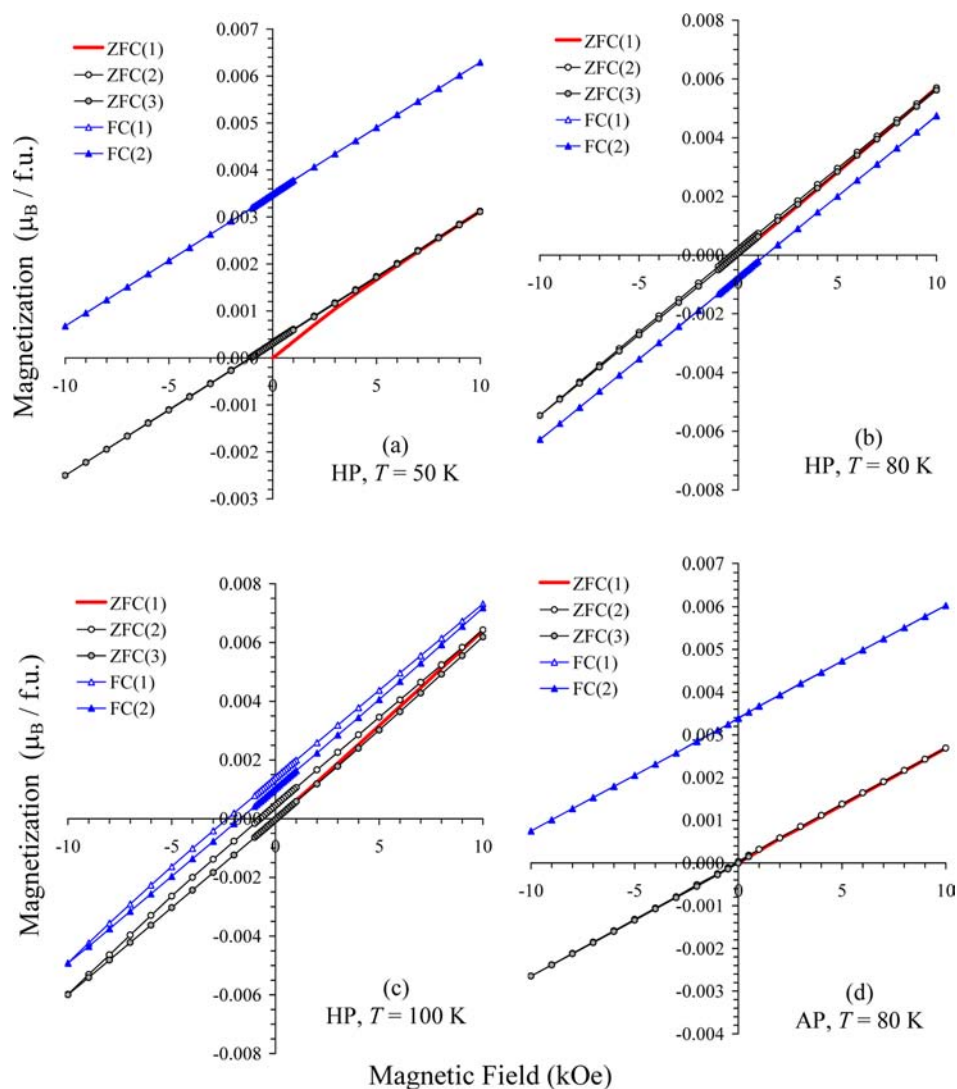 0.007
0.006
0.005
0.004
0.003
0.002
0.001
0.000
-0.001
-0.002
-0.003
-10
-5
0
5
10
ZFC(1)
ZFC(2)
ZFC(3)
FC(1)
FC(2)
(a)
HP, T = 50 K
0.008
0.006
0.004
0.002
0.000
-0.002
-0.004
-0.006
-0.008
-10
-5
0
5
10
ZFC(1)
ZFC(2)
ZFC(3)
FC(1)
FC(2)
(b)
HP, T = 80 K
Magnetization (μB / f.u.)
0.008
0.006
0.004
0.002
0.000
-0.002
-0.004
-0.006
-0.008
-10
-5
0
5
10
ZFC(1)
ZFC(2)
ZFC(3)
FC(1)
FC(2)
(c)
HP, T = 100 K
0.007
0.006
0.005
0.004
0.003
0.002
0.001
0.000
-0.001
-0.002
-0.003
-0.004
-10
-5
0
5
10
ZFC(1)
ZFC(2)
ZFC(3)
FC(1)
FC(2)
(d)
AP, T = 80 K
Magnetization (μB / f.u.)
Magnetic Field (kOe)